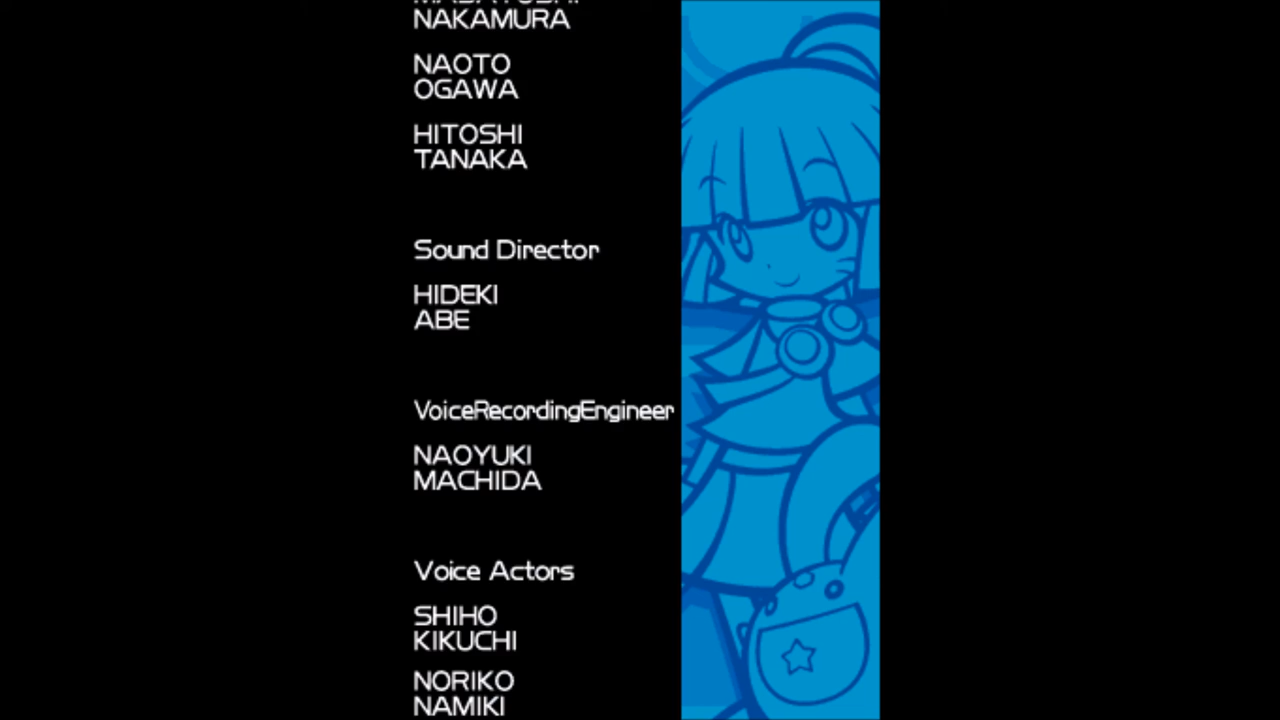 NAKAMURA
NAOTO
OGAWA
HITOSHI
TANAKA
Sound Director
HIDEKI
ABE
VoiceRecordingEngineer
NAOYUKI
MACHIDA
Voice Actors
SHIHO
KIKUCHI
NORIKO
NAMIKI